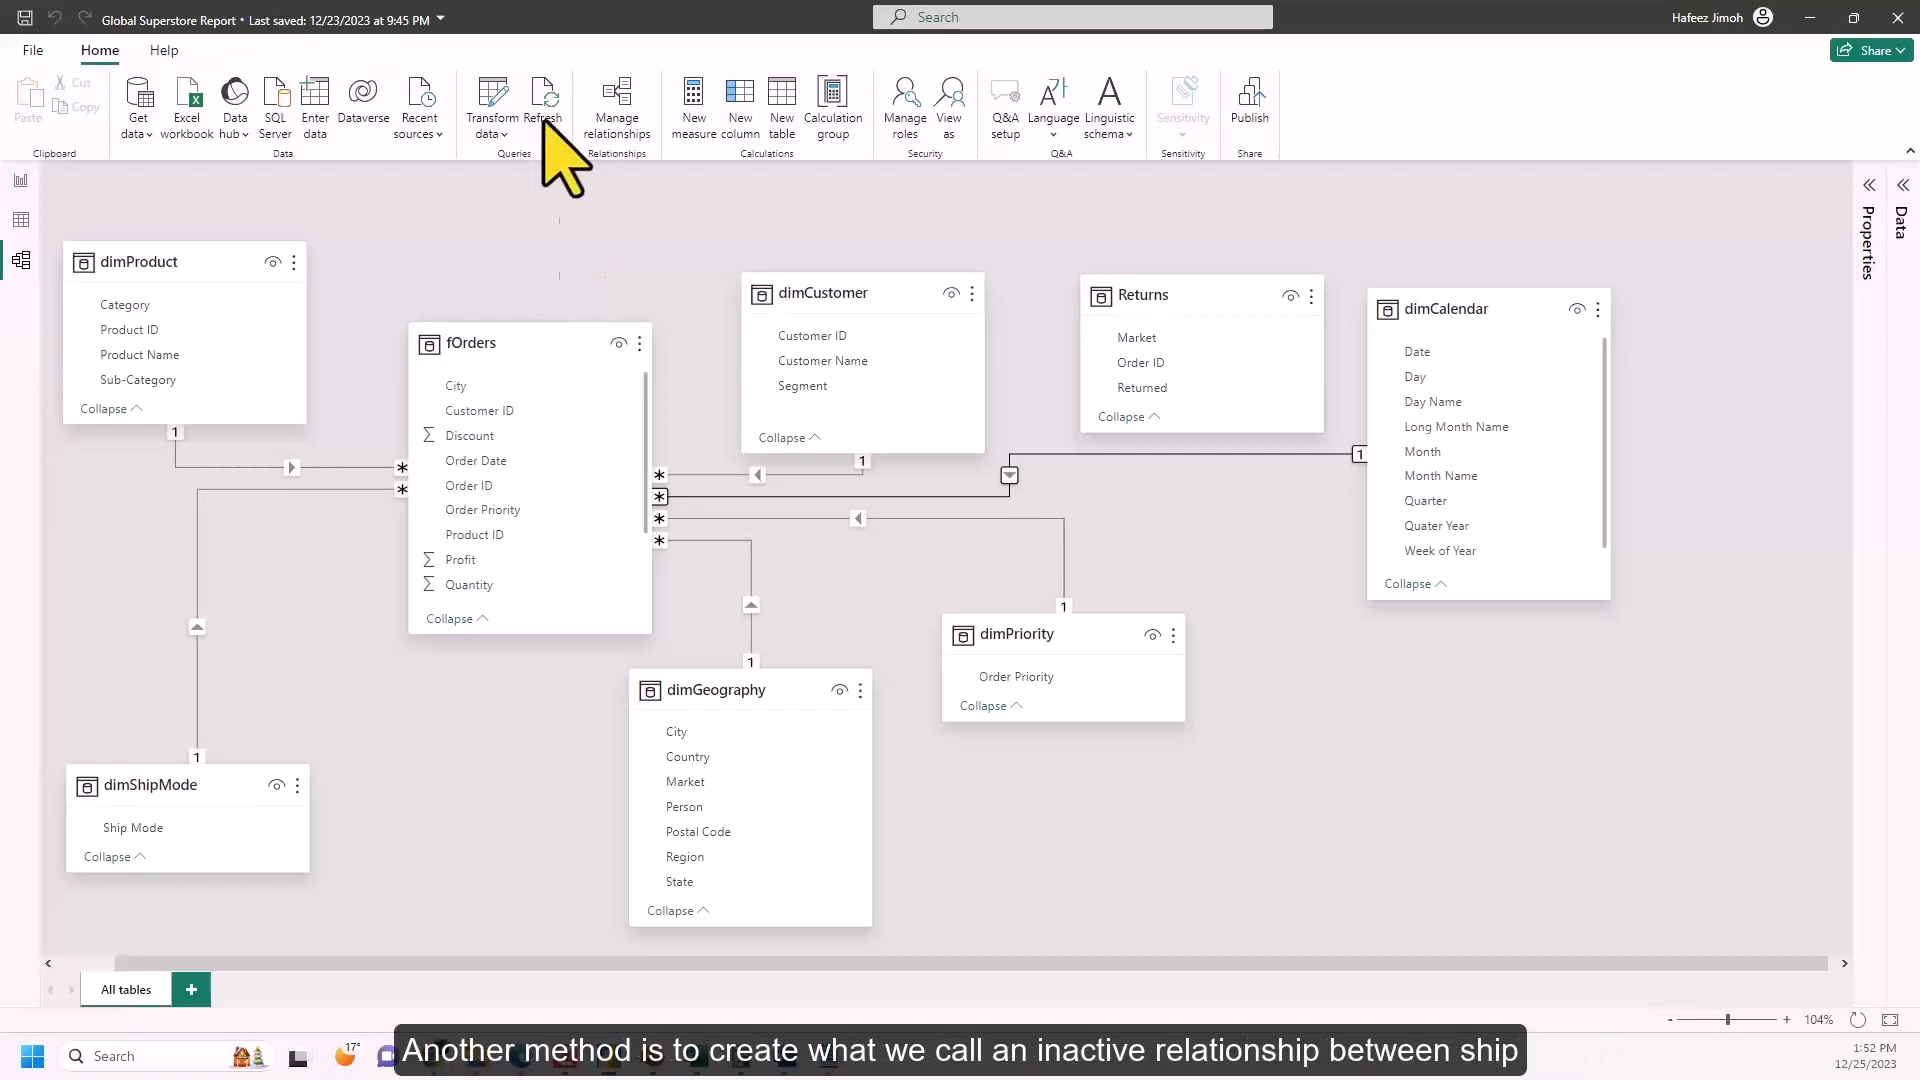 Global Superstore Report • Last saved: 12/23/2023 at 9:45 PM
Search
Hafeez Jimoh
File
Home
Help
Share
Paste
Cut
Copy
Clipboard
Get data
Excel workbook
Data hub
SQL Server
Enter data
Dataverse
Recent sources
Data
Transform data
Refresh
Queries
Manage relationships
Relationships
New measure
New column
New table
Calculation group
Calculations
Manage roles
View as
Security
Q&A setup
Language
Linguistic schema
Q&A
Sensitivity
Sensitivity
Publish
Share
Properties
Data
dimProduct
Category
Product ID
Product Name
Sub-Category
Collapse
1
fOrders
City
Customer ID
Discount
Order Date
Order ID
Order Priority
Product ID
Profit
Quantity
Collapse
dimCustomer
Customer ID
Customer Name
Segment
Collapse
1
Returns
Market
Order ID
Returned
Collapse
dimCalendar
Date
Day
Day Name
Long Month Name
Month
Month Name
Quarter
Quater Year
Week of Year
Collapse
1
1
dimPriority
Order Priority
Collapse
1
dimGeography
City
Country
Market
Person
Postal Code
Region
State
Collapse
1
dimShipMode
Ship Mode
Collapse
All tables
104%
Search
17°
Another method is to create what we call an inactive relationship between ship
1:52 PM
12/25/2023